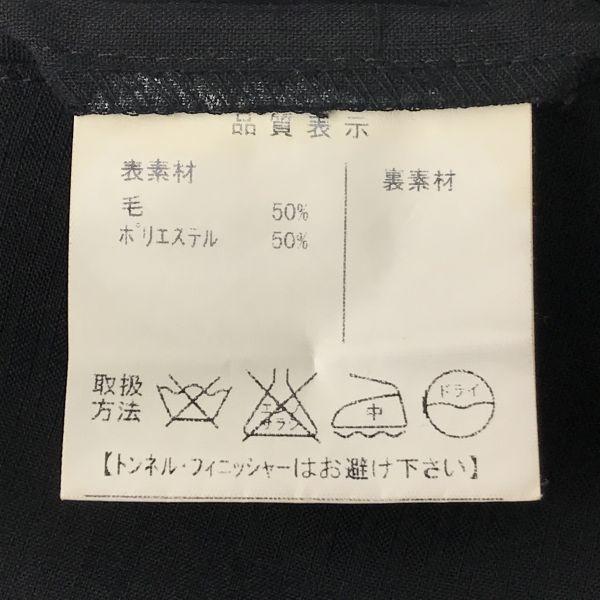 品質表示
表素材
裏素材
毛 50%
ポリエステル 50%
取扱方法
エンソサラシ
中
ドライ
【トンネル・フィニッシャーはお避け下さい】